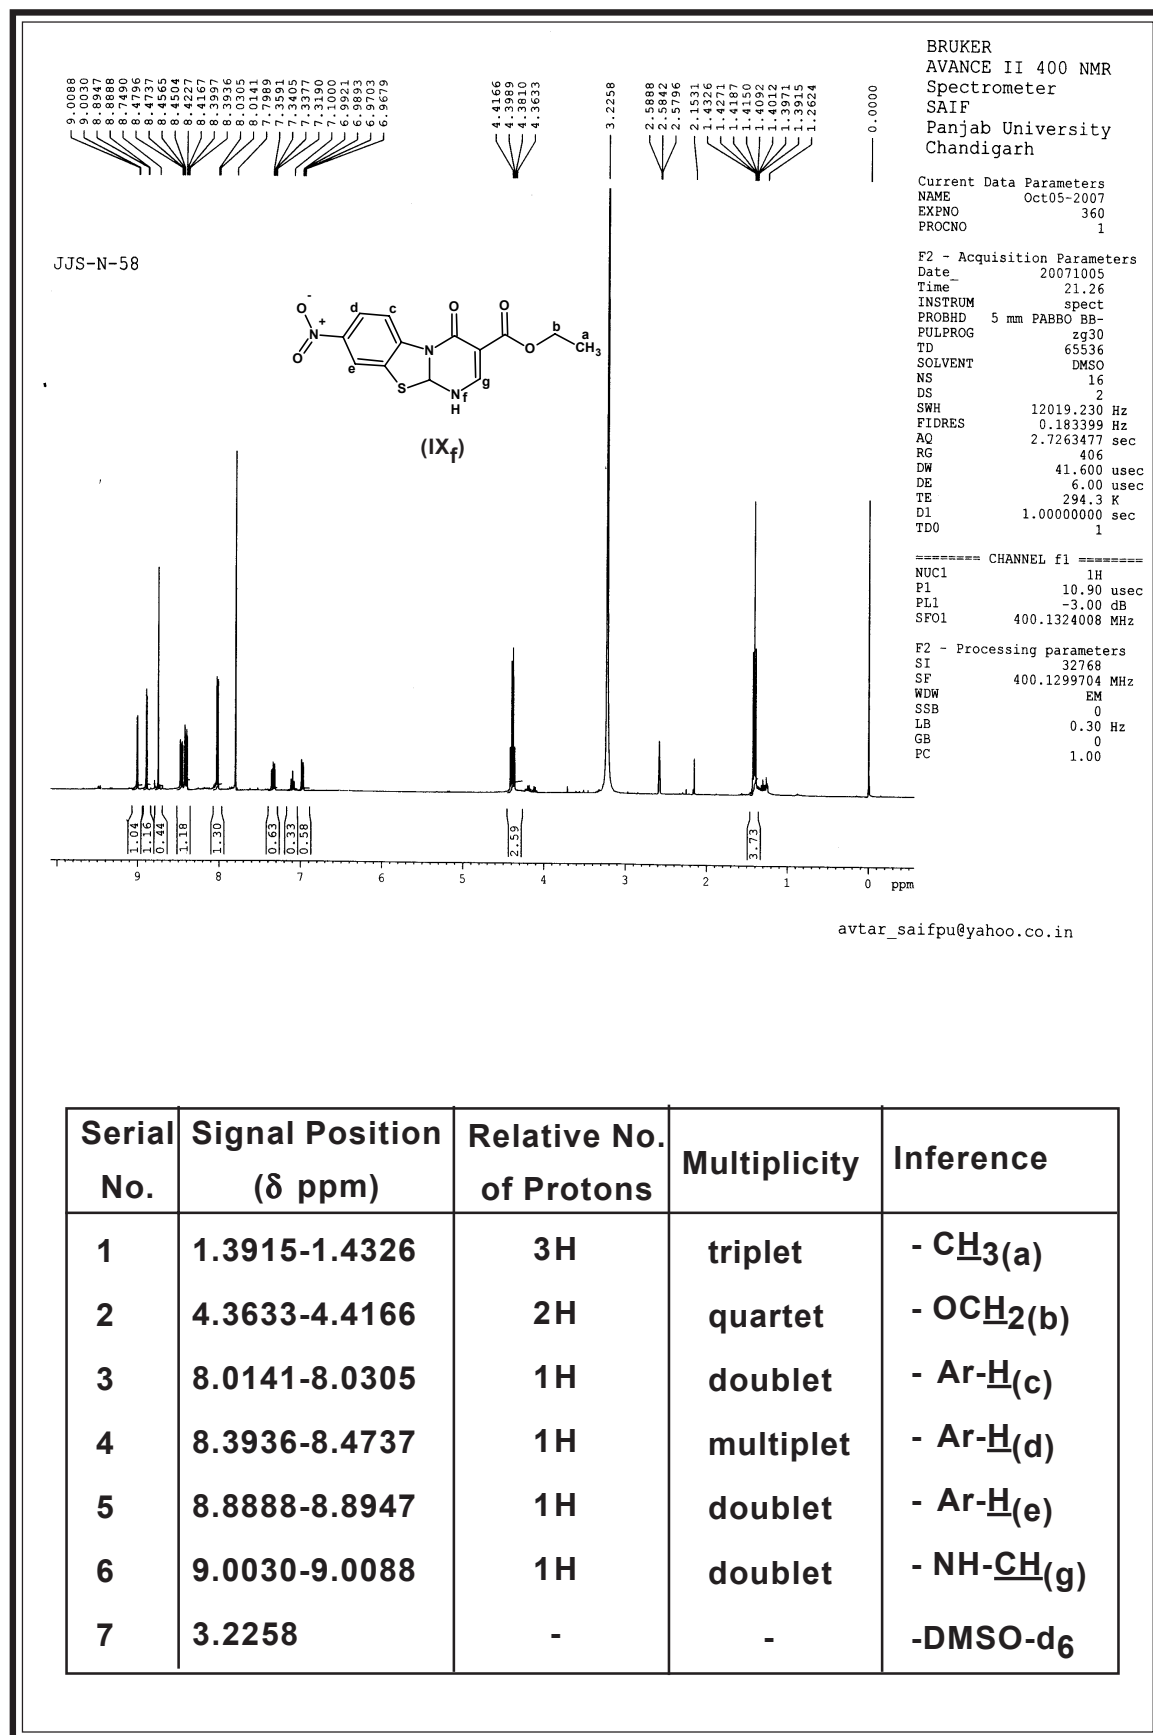 9.0088
9.0030
8.8947
8.8888
8.7490
8.4796
8.4737
8.4565
8.4504
8.4227
8.4167
8.3997
8.3936
8.0305
8.0141
7.7989
7.3591
7.3405
7.3377
7.3190
7.1000
6.9921
6.9893
6.9703
6.9679
4.4166
4.3989
4.3810
4.3633
3.2258
2.5888
2.5842
2.5796
2.1531
1.4326
1.4271
1.4187
1.4150
1.4092
1.4012
1.3971
1.3915
1.2624
0.0000
BRUKER
AVANCE II 400 NMR
Spectrometer
SAIF
Panjab University
Chandigarh
Current Data Parameters
NAME Oct05-2007
EXPNO 360
PROCNO 1
F2 - Acquisition Parameters
Date_ 20071005
Time 21.26
INSTRUM spect
PROBHD 5 mm PABBO BB-
PULPROG zg30
TD 65536
SOLVENT DMSO
NS 16
DS 2
SWH 12019.230 Hz
FIDRES 0.183399 Hz
AQ 2.7263477 sec
RG 406
DW 41.600 usec
DE 6.00 usec
TE 294.3 K
D1 1.00000000 sec
TD0 1
======== CHANNEL f1 ========
NUC1 1H
P1 10.90 usec
PL1 -3.00 dB
SFO1 400.1324008 MHz
F2 - Processing parameters
SI 32768
SF 400.1299704 MHz
WDW EM
SSB 0
LB 0.30 Hz
GB 0
PC 1.00
JJS-N-58
O- N+ O d c e S N O O O b a CH3 g N f H
(IXf)
1.04 1.16 0.44 1.18 1.30 0.63 0.33 0.58 2.59 3.73
9 8 7 6 5 4 3 2 1 0 ppm
avtar_saifpu@yahoo.co.in
Serial No. Signal Position (δ ppm) Relative No. of Protons Multiplicity Inference
1 1.3915-1.4326 3H triplet - CH3(a)
2 4.3633-4.4166 2H quartet - OCH2(b)
3 8.0141-8.0305 1H doublet - Ar-H(c)
4 8.3936-8.4737 1H multiplet - Ar-H(d)
5 8.8888-8.8947 1H doublet - Ar-H(e)
6 9.0030-9.0088 1H doublet - NH-CH(g)
7 3.2258 - - -DMSO-d6